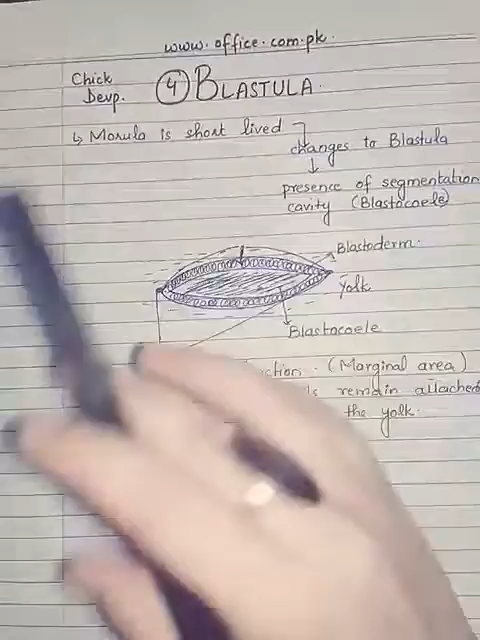 www.office.com.pk.
Chick
Devp.
④ BLASTULA.
↳ Morula is short lived
changes to Blastula
↓
presence of segmentation
cavity (Blastocoele)
Blastoderm.
Yolk
Blastocoele
(Marginal area)
remain attached
the yolk.